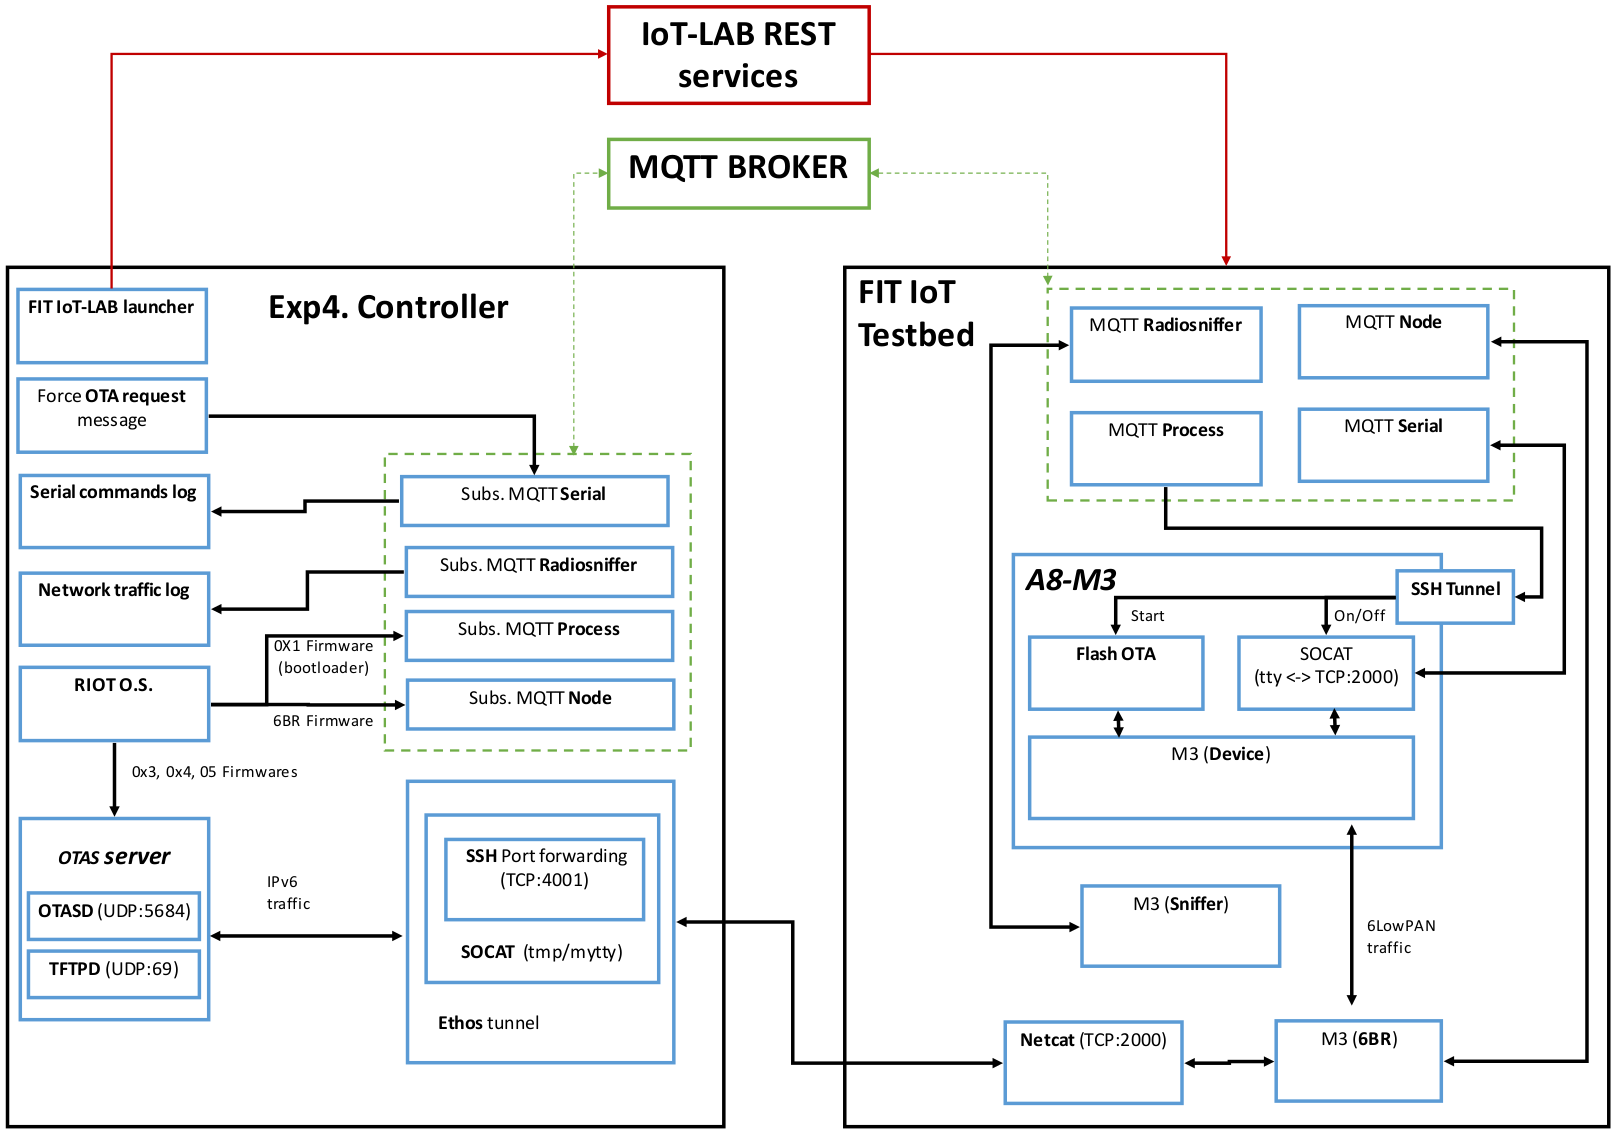 IoT-LAB REST
services
MQTT BROKER
Exp4. Controller
FIT IoT-LAB launcher
Force OTA request
message
Serial commands log
Network traffic log
RIOT O.S.
Subs. MQTT Serial
Subs. MQTT Radiosniffer
Subs. MQTT Process
Subs. MQTT Node
0X1 Firmware
(bootloader)
6BR Firmware
0x3, 0x4, 05 Firmwares
OTAS server
OTASD (UDP:5684)
TFTPD (UDP:69)
IPv6
traffic
SSH Port forwarding
(TCP:4001)
SOCAT (tmp/mytty)
Ethos tunnel
FIT IoT
Testbed
MQTT Radiosniffer
MQTT Node
MQTT Process
MQTT Serial
A8-M3
SSH Tunnel
Start
On/Off
Flash OTA
SOCAT
(tty <-> TCP:2000)
M3 (Device)
M3 (Sniffer)
6LowPAN
traffic
Netcat (TCP:2000)
M3 (6BR)